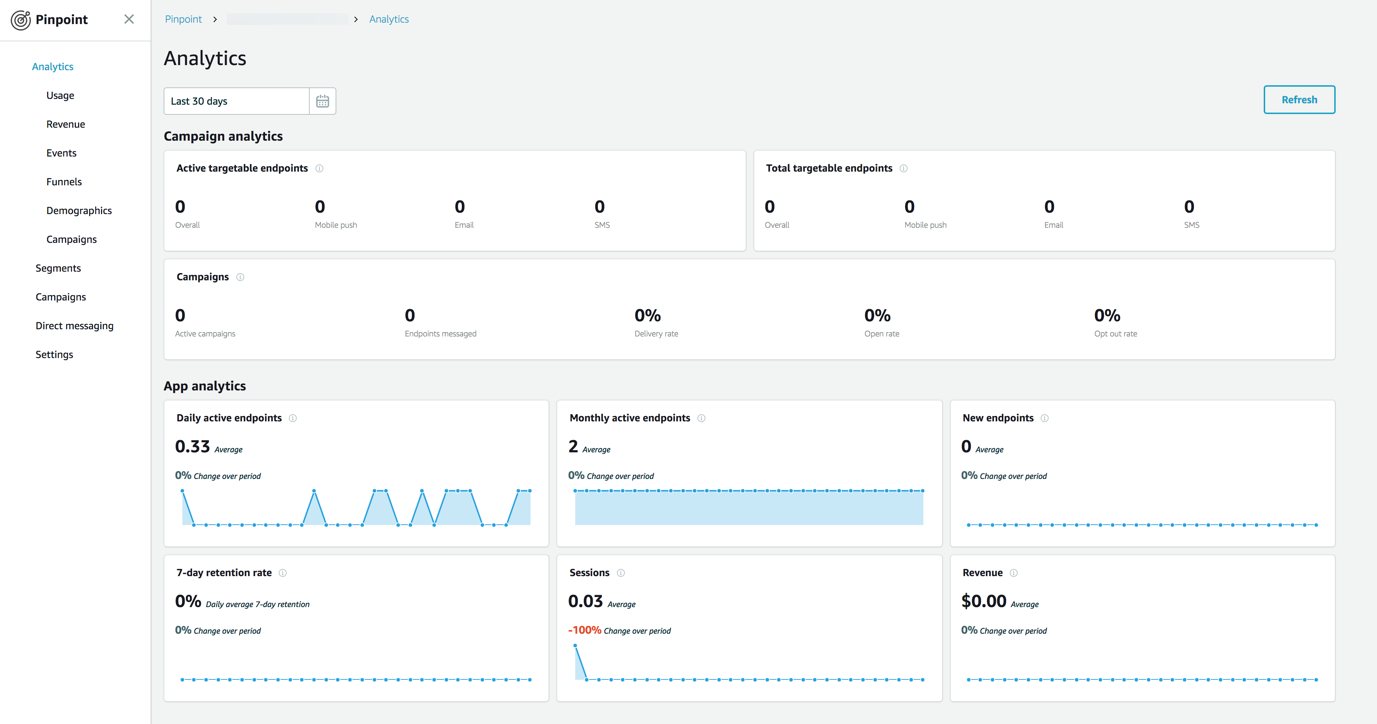 Pinpoint
Analytics
Usage
Revenue
Events
Funnels
Demographics
Campaigns
Segments
Campaigns
Direct messaging
Settings
Pinpoint > > Analytics
Analytics
Last 30 days
Refresh
Campaign analytics
Active targetable endpoints
0 0 0 0
Overall Mobile push Email SMS
Total targetable endpoints
0 0 0 0
Overall Mobile push Email SMS
Campaigns
0 0 0% 0% 0%
Active campaigns Endpoints messaged Delivery rate Open rate Opt out rate
App analytics
Daily active endpoints
0.33 Average
0% Change over period
Monthly active endpoints
2 Average
0% Change over period
New endpoints
0 Average
0% Change over period
7-day retention rate
0% Daily average 7-day retention
0% Change over period
Sessions
0.03 Average
-100% Change over period
Revenue
$0.00 Average
0% Change over period